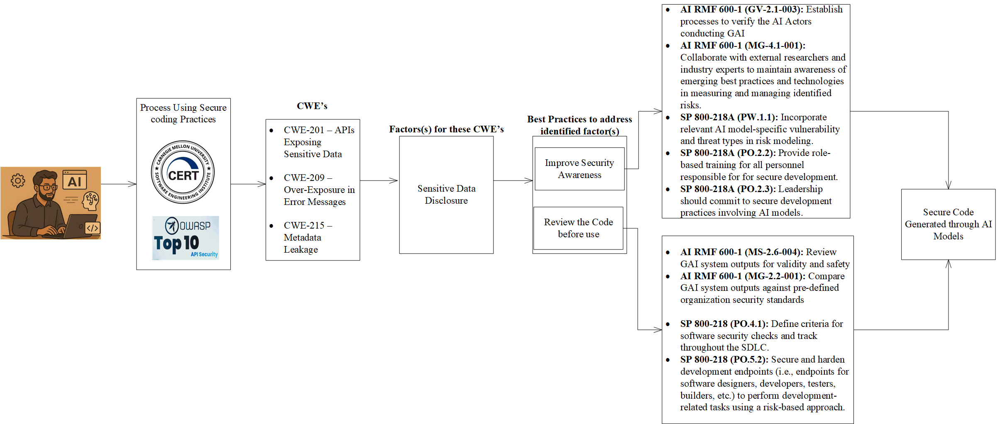 AI
</>
Process Using Secure
coding Practices
CARNEGIE MELLON UNIVERSITY
CERT
SOFTWARE ENGINEERING INSTITUTE
OWASP
Top 10
API Security
CWE’s
• CWE-201 – APIs
Exposing
Sensitive Data
• CWE-209 –
Over-Exposure in
Error Messages
• CWE-215 –
Metadata
Leakage
Factors(s) for these CWE’s
Sensitive Data
Disclosure
Best Practices to address
identified factor(s)
Improve Security
Awareness
Review the Code
before use
• AI RMF 600-1 (GV-2.1-003): Establish
processes to verify the AI Actors
conducting GAI
• AI RMF 600-1 (MG-4.1-001):
Collaborate with external researchers and
industry experts to maintain awareness of
emerging best practices and technologies
in measuring and managing identified
risks.
• SP 800-218A (PW.1.1): Incorporate
relevant AI model-specific vulnerability
and threat types in risk modeling.
• SP 800-218A (PO.2.2): Provide role-
based training for all personnel
responsible for for secure development.
• SP 800-218A (PO.2.3): Leadership
should commit to secure development
practices involving AI models.
• AI RMF 600-1 (MS-2.6-004): Review
GAI system outputs for validity and safety
• AI RMF 600-1 (MG-2.2-001): Compare
GAI system outputs against pre-defined
organization security standards
• SP 800-218 (PO.4.1): Define criteria for
software security checks and track
throughout the SDLC.
• SP 800-218 (PO.5.2): Secure and harden
development endpoints (i.e., endpoints for
software designers, developers, testers,
builders, etc.) to perform development-
related tasks using a risk-based approach.
Secure Code
Generated through AI
Models